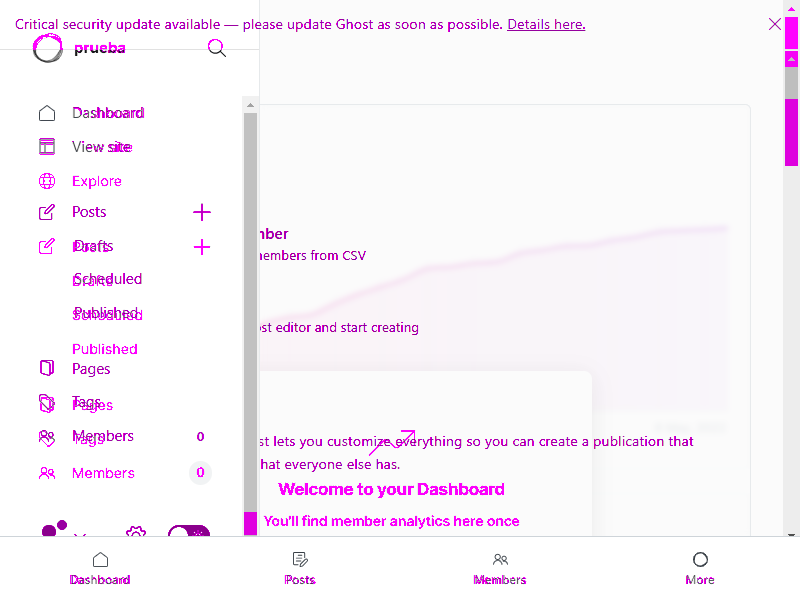 Critical security update available — please update Ghost as soon as possible. Details here.
prueba
Dashboard
View site
Explore
Posts
Drafts
Posts
Scheduled
Drafts
Published
Scheduled
Published
Pages
Tags
Pages
Members 0
Tags
Members 0
mber
members from CSV
st editor and start creating
st lets you customize everything so you can create a publication that
hat everyone else has.
Welcome to your Dashboard
You'll find member analytics here once
Dashboard
Posts
Members
More